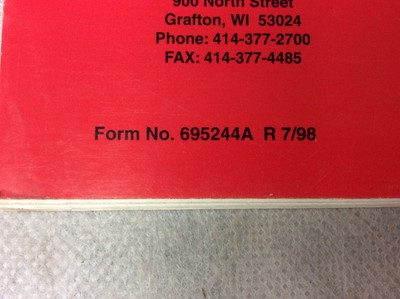 900 North Street
Grafton, WI 53024
Phone: 414-377-2700
FAX: 414-377-4485
Form No. 695244A R 7/98